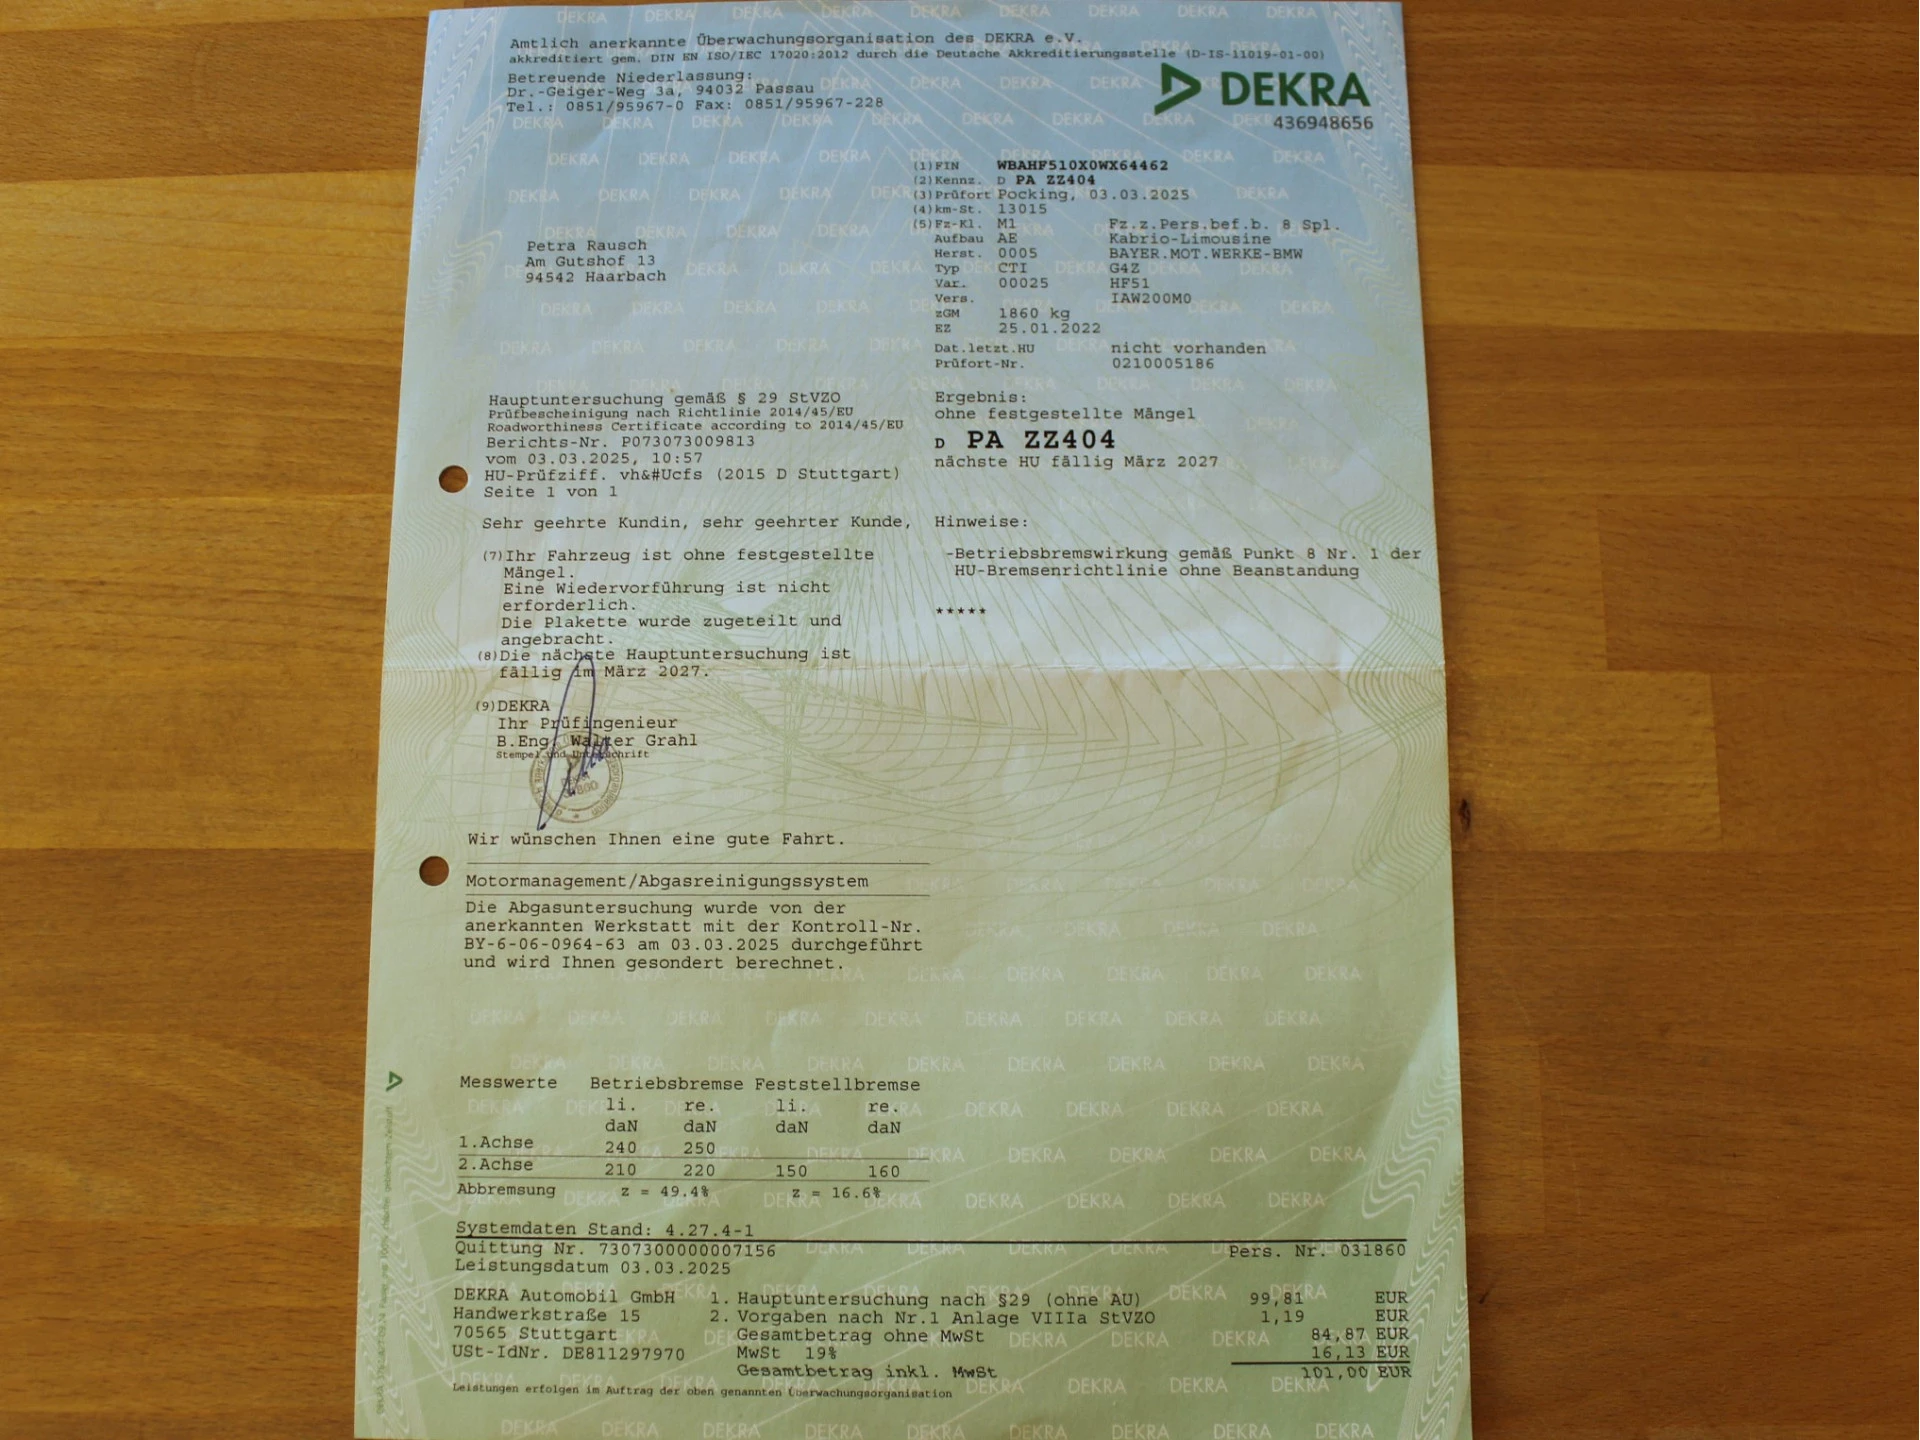 Amtlich anerkannte Überwachungsorganisation des DEKRA e.V.
akkreditiert gem. DIN EN ISO/IEC 17020:2012 durch die Deutsche Akkreditierungsstelle (D-IS-11019-01-00)
Betreuende Niederlassung:
Dr.-Geiger-Weg 3a, 94032 Passau
Tel.: 0851/95967-0 Fax: 0851/95967-228
DEKRA
436948656
(1)FIN WBAHF510X0WX64462
(2)Kennz. D PA ZZ404
(3)Prüfort Pocking, 03.03.2025
(4)km-St. 13015
(5)Fz-Kl. M1 Fz.z.Pers.bef.b. 8 Spl.
Aufbau AE Kabrio-Limousine
Herst. 0005 BAYER.MOT.WERKE-BMW
Typ CTI G4Z
Var. 00025 HF51
Vers. IAW200M0
zGM 1860 kg
EZ 25.01.2022
Dat.letzt.HU nicht vorhanden
Prüfort-Nr. 0210005186
Petra Rausch
Am Gutshof 13
94542 Haarbach
Hauptuntersuchung gemäß § 29 StVZO
Prüfbescheinigung nach Richtlinie 2014/45/EU
Roadworthiness Certificate according to 2014/45/EU
Berichts-Nr. P073073009813
vom 03.03.2025, 10:57
HU-Prüfziff. vh&#Ucfs (2015 D Stuttgart)
Seite 1 von 1
Ergebnis:
ohne festgestellte Mängel
D PA ZZ404
nächste HU fällig März 2027
Sehr geehrte Kundin, sehr geehrter Kunde,
(7)Ihr Fahrzeug ist ohne festgestellte
Mängel.
Eine Wiedervorführung ist nicht
erforderlich.
Die Plakette wurde zugeteilt und
angebracht.
(8)Die nächste Hauptuntersuchung ist
fällig im März 2027.
Hinweise:
-Betriebsbremswirkung gemäß Punkt 8 Nr. 1 der
HU-Bremsenrichtlinie ohne Beanstandung
*****
(9)DEKRA
Ihr Prüfingenieur
B.Eng. Walter Grahl
Stempel und Unterschrift
Wir wünschen Ihnen eine gute Fahrt.
Motormanagement/Abgasreinigungssystem
Die Abgasuntersuchung wurde von der
anerkannten Werkstatt mit der Kontroll-Nr.
BY-6-06-0964-63 am 03.03.2025 durchgeführt
und wird Ihnen gesondert berechnet.
Messwerte Betriebsbremse Feststellbremse
li. re. li. re.
daN daN daN daN
1.Achse 240 250
2.Achse 210 220 150 160
Abbremsung z = 49.4% z = 16.6%
Systemdaten Stand: 4.27.4-1
Quittung Nr. 7307300000007156 Pers. Nr. 031860
Leistungsdatum 03.03.2025
DEKRA Automobil GmbH 1. Hauptuntersuchung nach §29 (ohne AU) 99,81 EUR
Handwerkstraße 15 2. Vorgaben nach Nr.1 Anlage VIIIa StVZO 1,19 EUR
70565 Stuttgart Gesamtbetrag ohne MwSt 84,87 EUR
USt-IdNr. DE811297970 MwSt 19% 16,13 EUR
Gesamtbetrag inkl. MwSt 101,00 EUR
Leistungen erfolgen im Auftrag der oben genannten Überwachungsorganisation